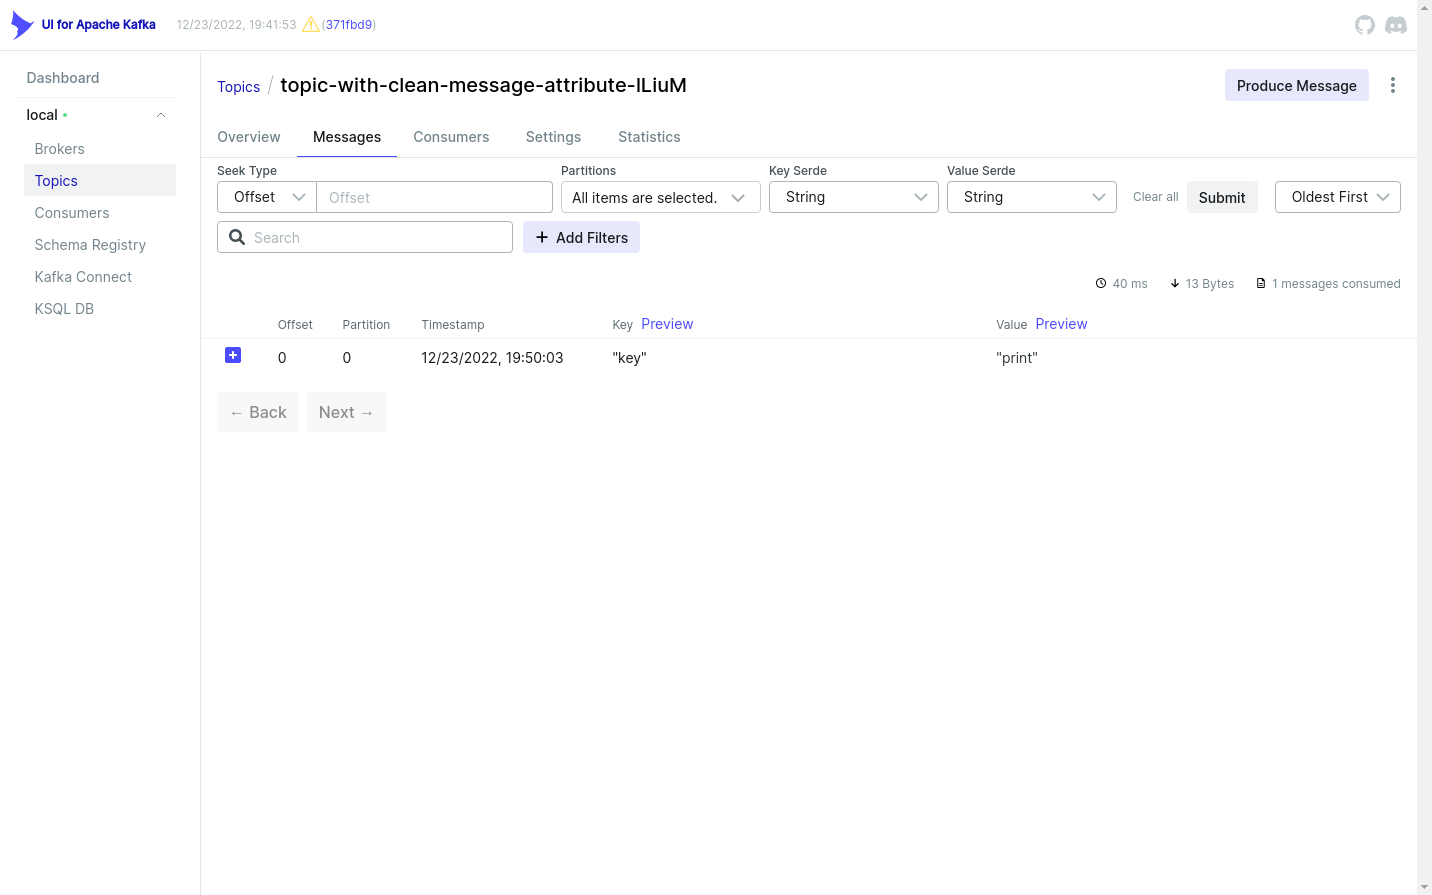 UI for Apache Kafka 12/23/2022, 19:41:53 (371fbd9)
Dashboard
local
Brokers
Topics
Consumers
Schema Registry
Kafka Connect
KSQL DB
Topics / topic-with-clean-message-attribute-lLiuM
Produce Message
Overview Messages Consumers Settings Statistics
Seek Type Partitions Key Serde Value Serde
Offset Offset All items are selected. String String Clear all Submit Oldest First
Search + Add Filters
40 ms 13 Bytes 1 messages consumed
Offset Partition Timestamp Key Preview Value Preview
0 0 12/23/2022, 19:50:03 "key" "print"
← Back Next →